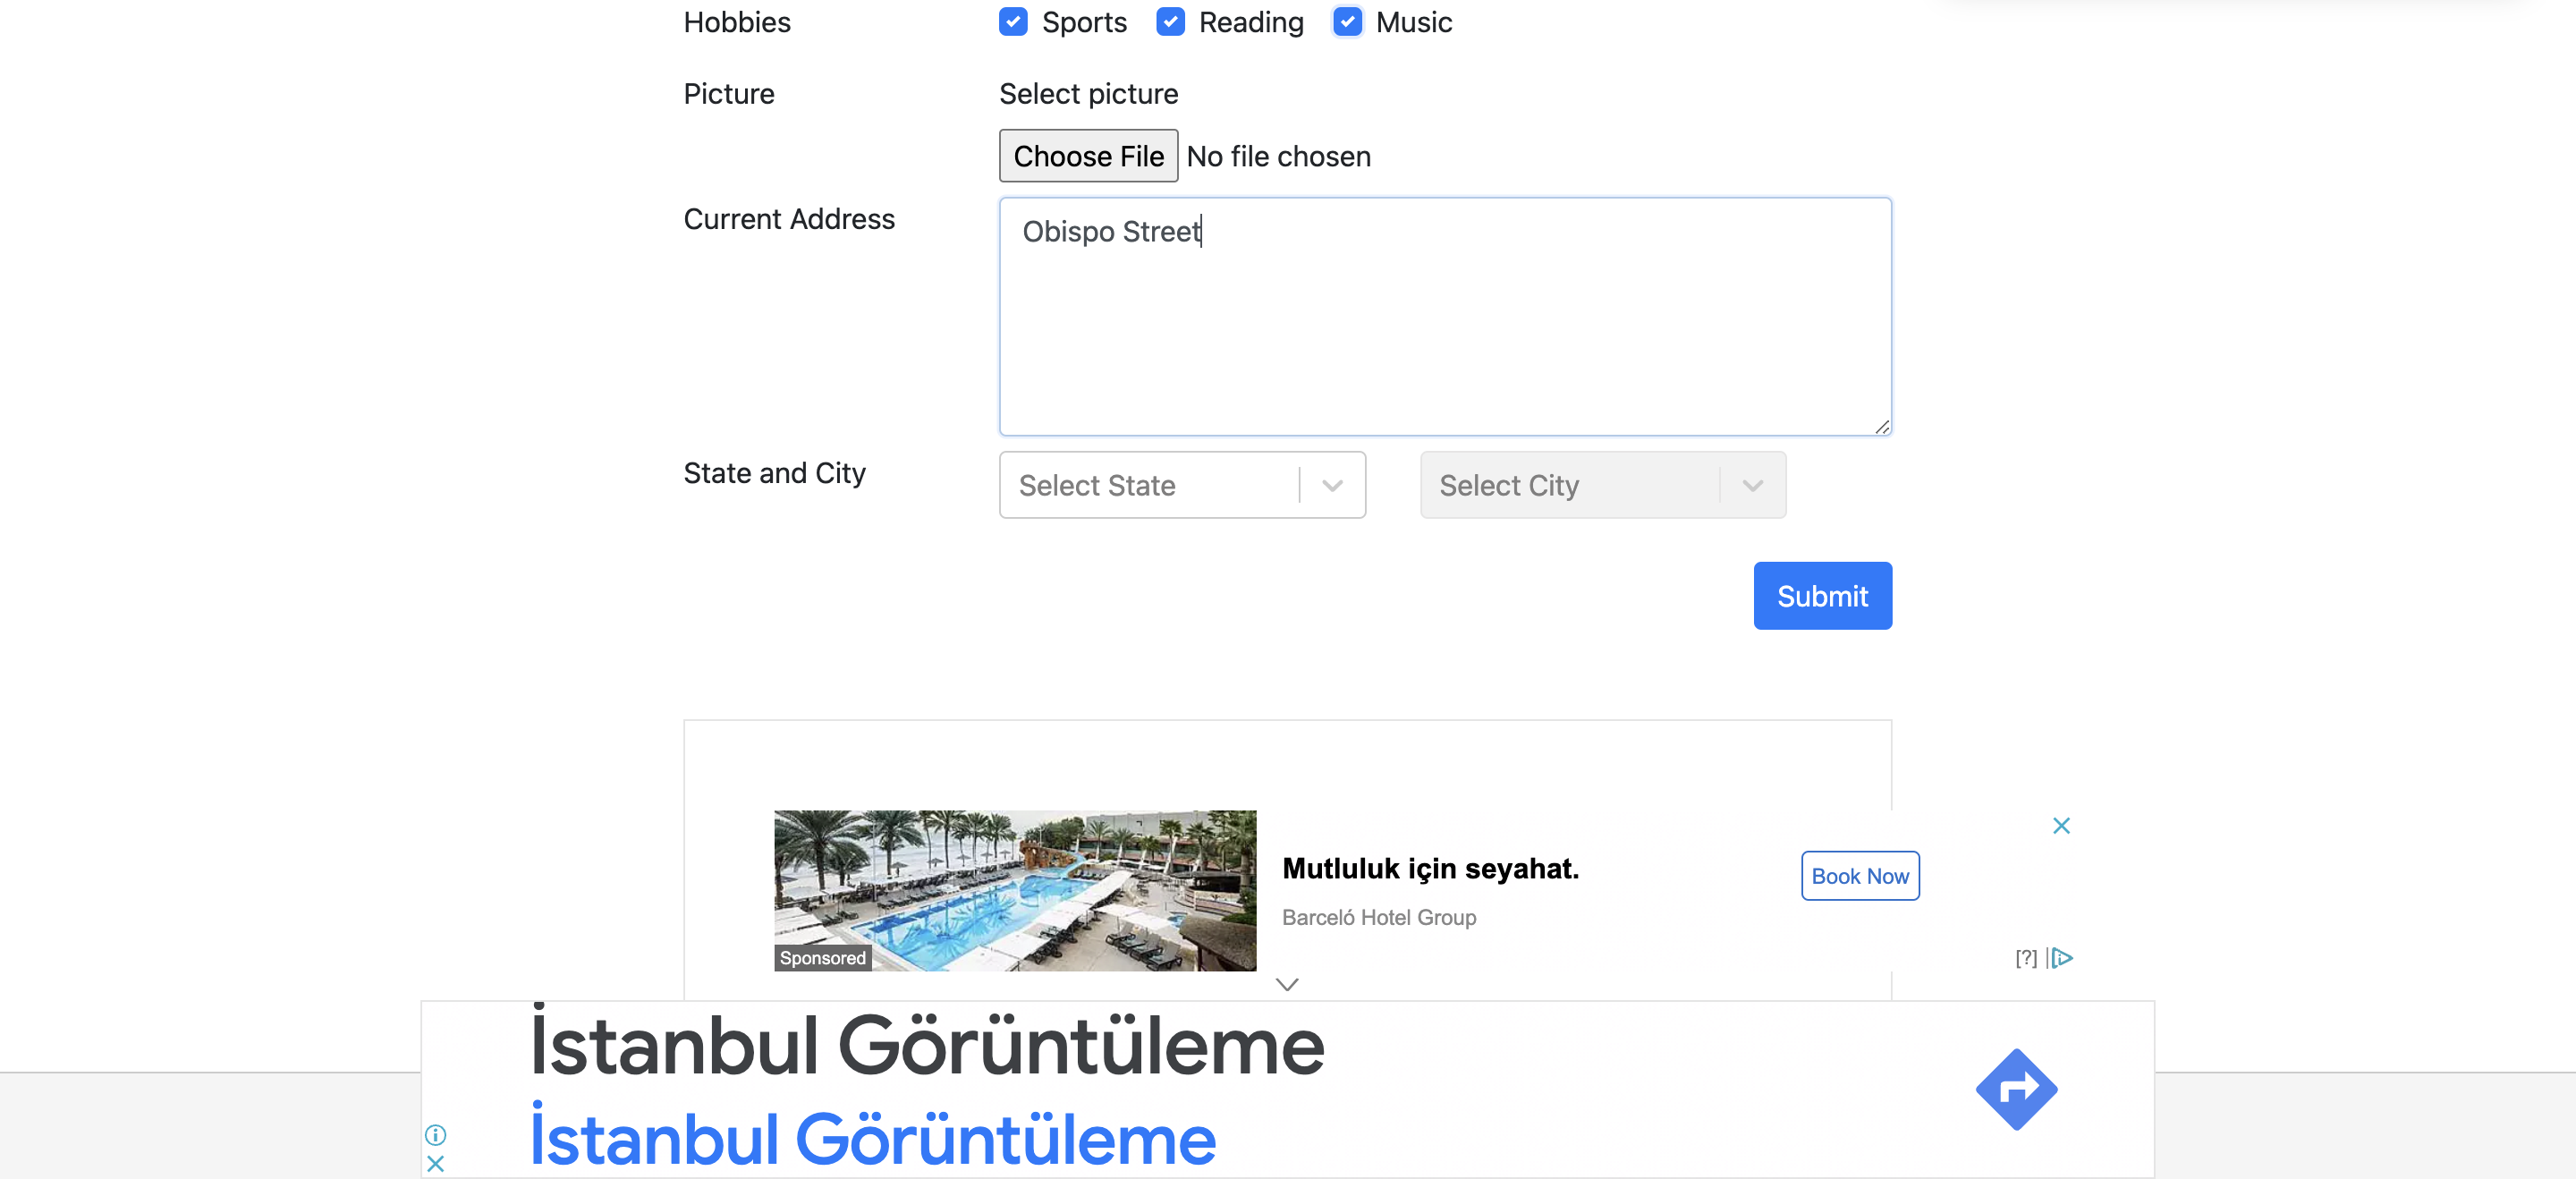 Hobbies Sports Reading Music
Picture Select picture
Choose File No file chosen
Current Address Obispo Street
State and City Select State Select City
Submit
Mutluluk için seyahat.
Book Now
Barceló Hotel Group
Sponsored
[?]
İstanbul Görüntüleme
İstanbul Görüntüleme